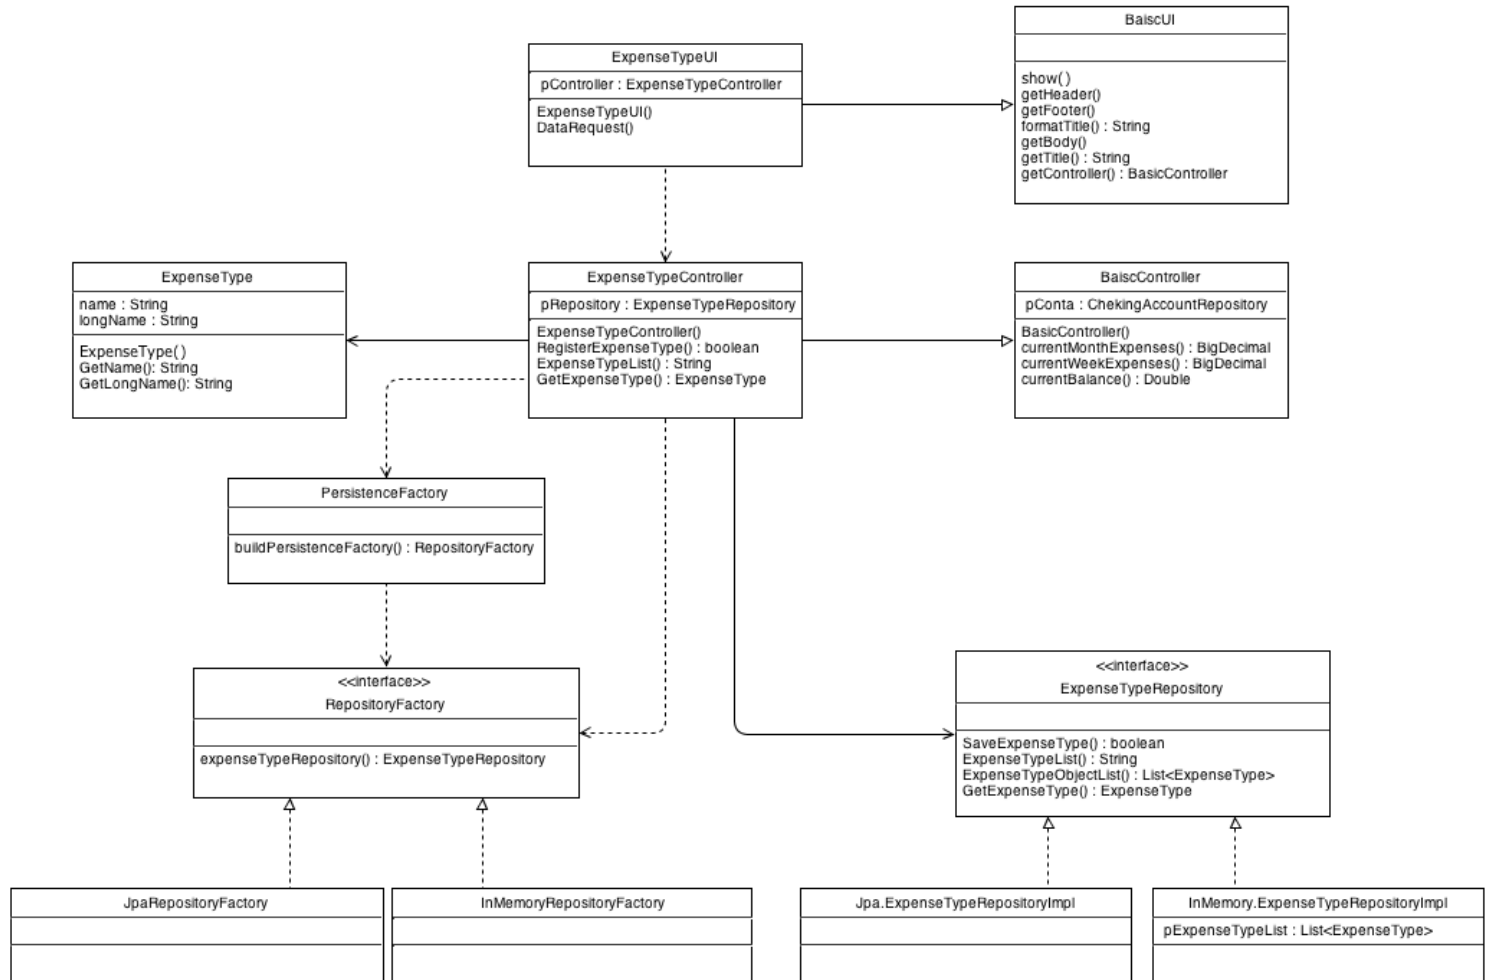 BaiscUI
show( )
getHeader()
getFooter()
formatTitle() : String
getBody()
getTitle() : String
getController() : BasicController
ExpenseTypeUI
pController : ExpenseTypeController
ExpenseTypeUI()
DataRequest()
ExpenseType
name : String
longName : String
ExpenseType( )
GetName(): String
GetLongName(): String
ExpenseTypeController
pRepository : ExpenseTypeRepository
ExpenseTypeController()
RegisterExpenseType() : boolean
ExpenseTypeList() : String
GetExpenseType() : ExpenseType
BaiscController
pConta : ChekingAccountRepository
BasicController()
currentMonthExpenses() : BigDecimal
currentWeekExpenses() : BigDecimal
currentBalance() : Double
PersistenceFactory
buildPersistenceFactory() : RepositoryFactory
<<interface>>
RepositoryFactory
expenseTypeRepository() : ExpenseTypeRepository
<<interface>>
ExpenseTypeRepository
SaveExpenseType() : boolean
ExpenseTypeList() : String
ExpenseTypeObjectList() : List<ExpenseType>
GetExpenseType() : ExpenseType
JpaRepositoryFactory
InMemoryRepositoryFactory
Jpa.ExpenseTypeRepositoryImpl
InMemory.ExpenseTypeRepositoryImpl
pExpenseTypeList : List<ExpenseType>